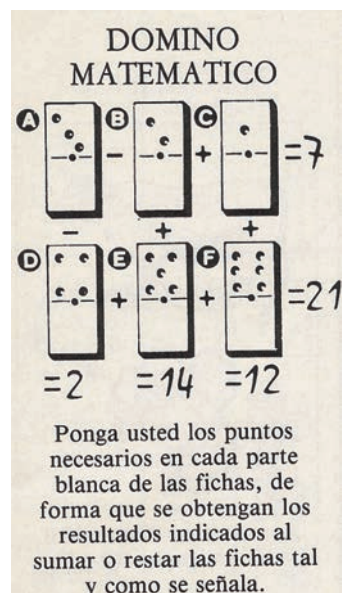 DOMINO
MATEMATICO
A B C
- + =7
- + +
D E F
+ + =21
=2 =14 =12
Ponga usted los puntos
necesarios en cada parte
blanca de las fichas, de
forma que se obtengan los
resultados indicados al
sumar o restar las fichas tal
y como se señala.